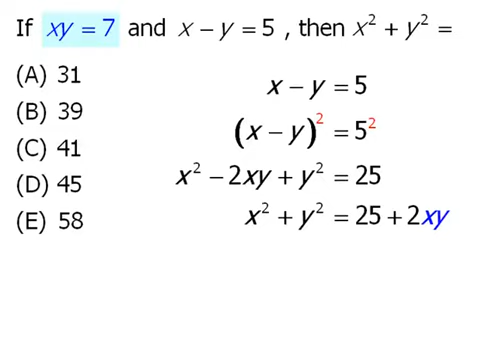 If xy = 7 and x − y = 5 , then x² + y² =
(A) 31
(B) 39
(C) 41
(D) 45
(E) 58
x − y = 5
(x − y)² = 5²
x² − 2xy + y² = 25
x² + y² = 25 + 2xy